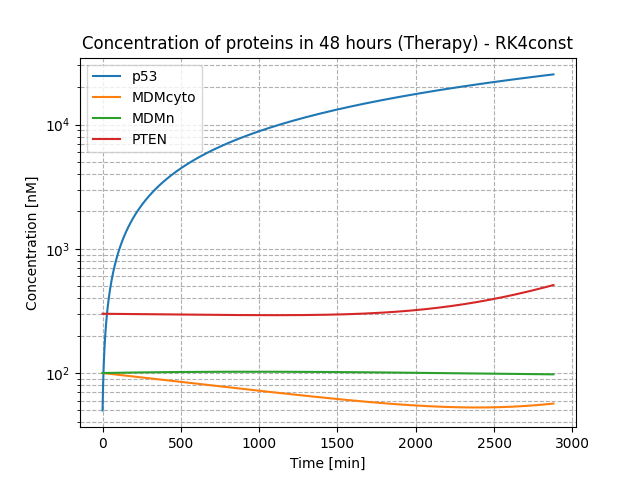 Concentration of proteins in 48 hours (Therapy) - RK4const
p53
MDMcyto
MDMn
PTEN
10^4
10^3
10^2
Concentration [nM]
0 500 1000 1500 2000 2500 3000
Time [min]